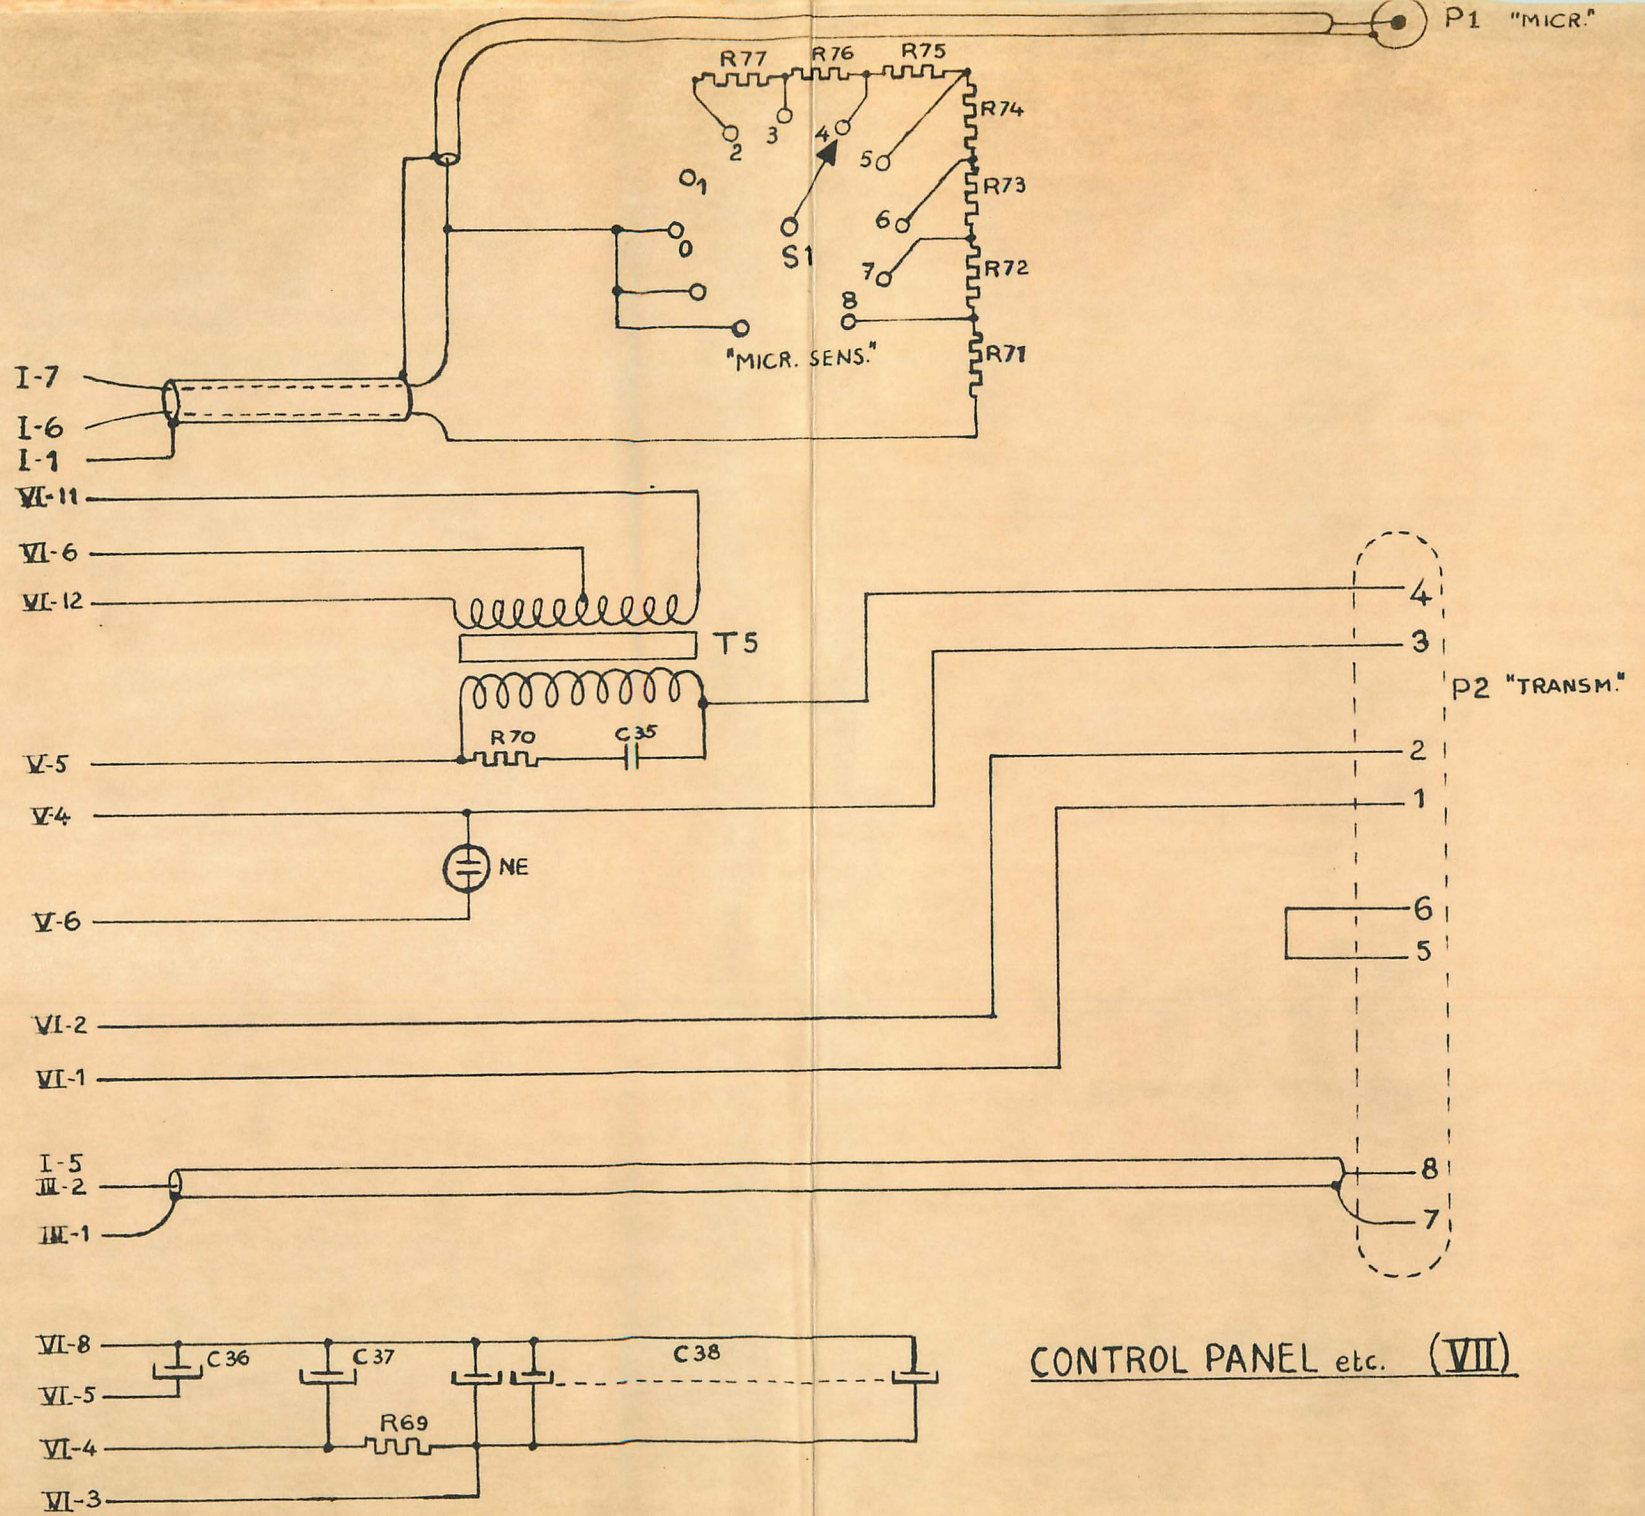 P1 "MICR."
R77 R76 R75
R74
2 3 4 5
1
R73
6
0 S1
R72
7
8
"MICR. SENS."
R71
I-7
I-6
I-1
VI-11
VI-6
VI-12
4
T5
3
P2 "TRANSM."
R70 C35
2
V-5
1
V-4
NE
6
V-6
5
VI-2
VI-1
I-5
8
III-2
7
III-1
VI-8 C36 C37 C38
CONTROL PANEL etc. (VII)
VI-5
R69
VI-4
VI-3